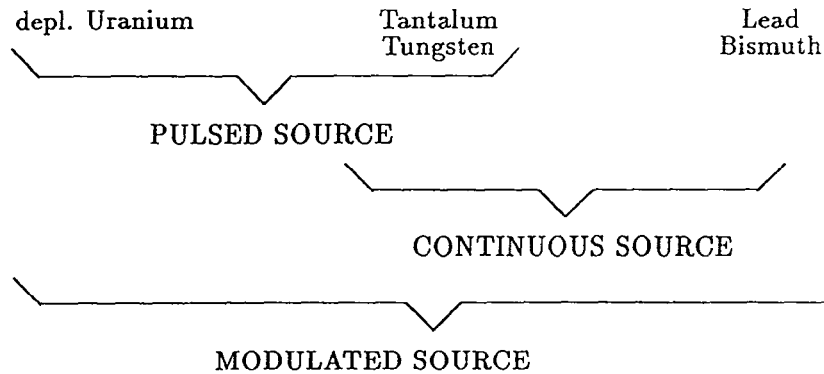 depl. Uranium
Tantalum
Tungsten
Lead
Bismuth
PULSED SOURCE
CONTINUOUS SOURCE
MODULATED SOURCE